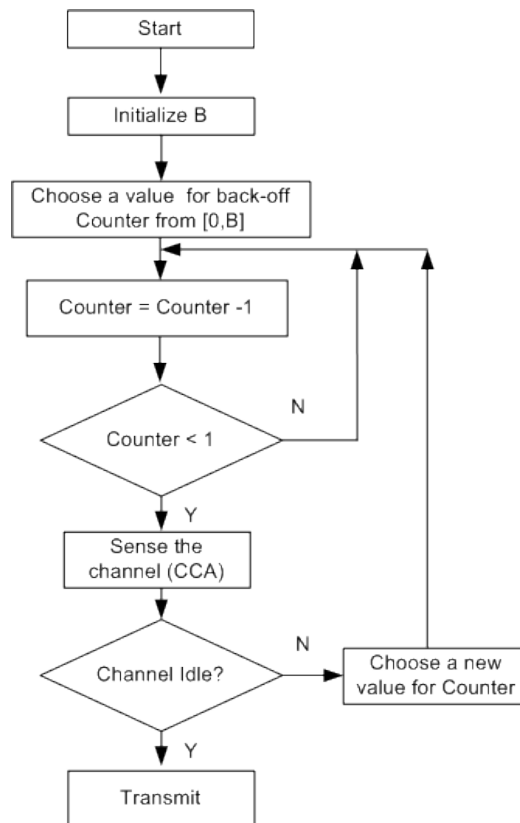 Start
Initialize B
Choose a value for back-off
Counter from [0,B]
Counter = Counter -1
N
Counter < 1
Y
Sense the
channel (CCA)
N
Channel Idle?
Choose a new
value for Counter
Y
Transmit